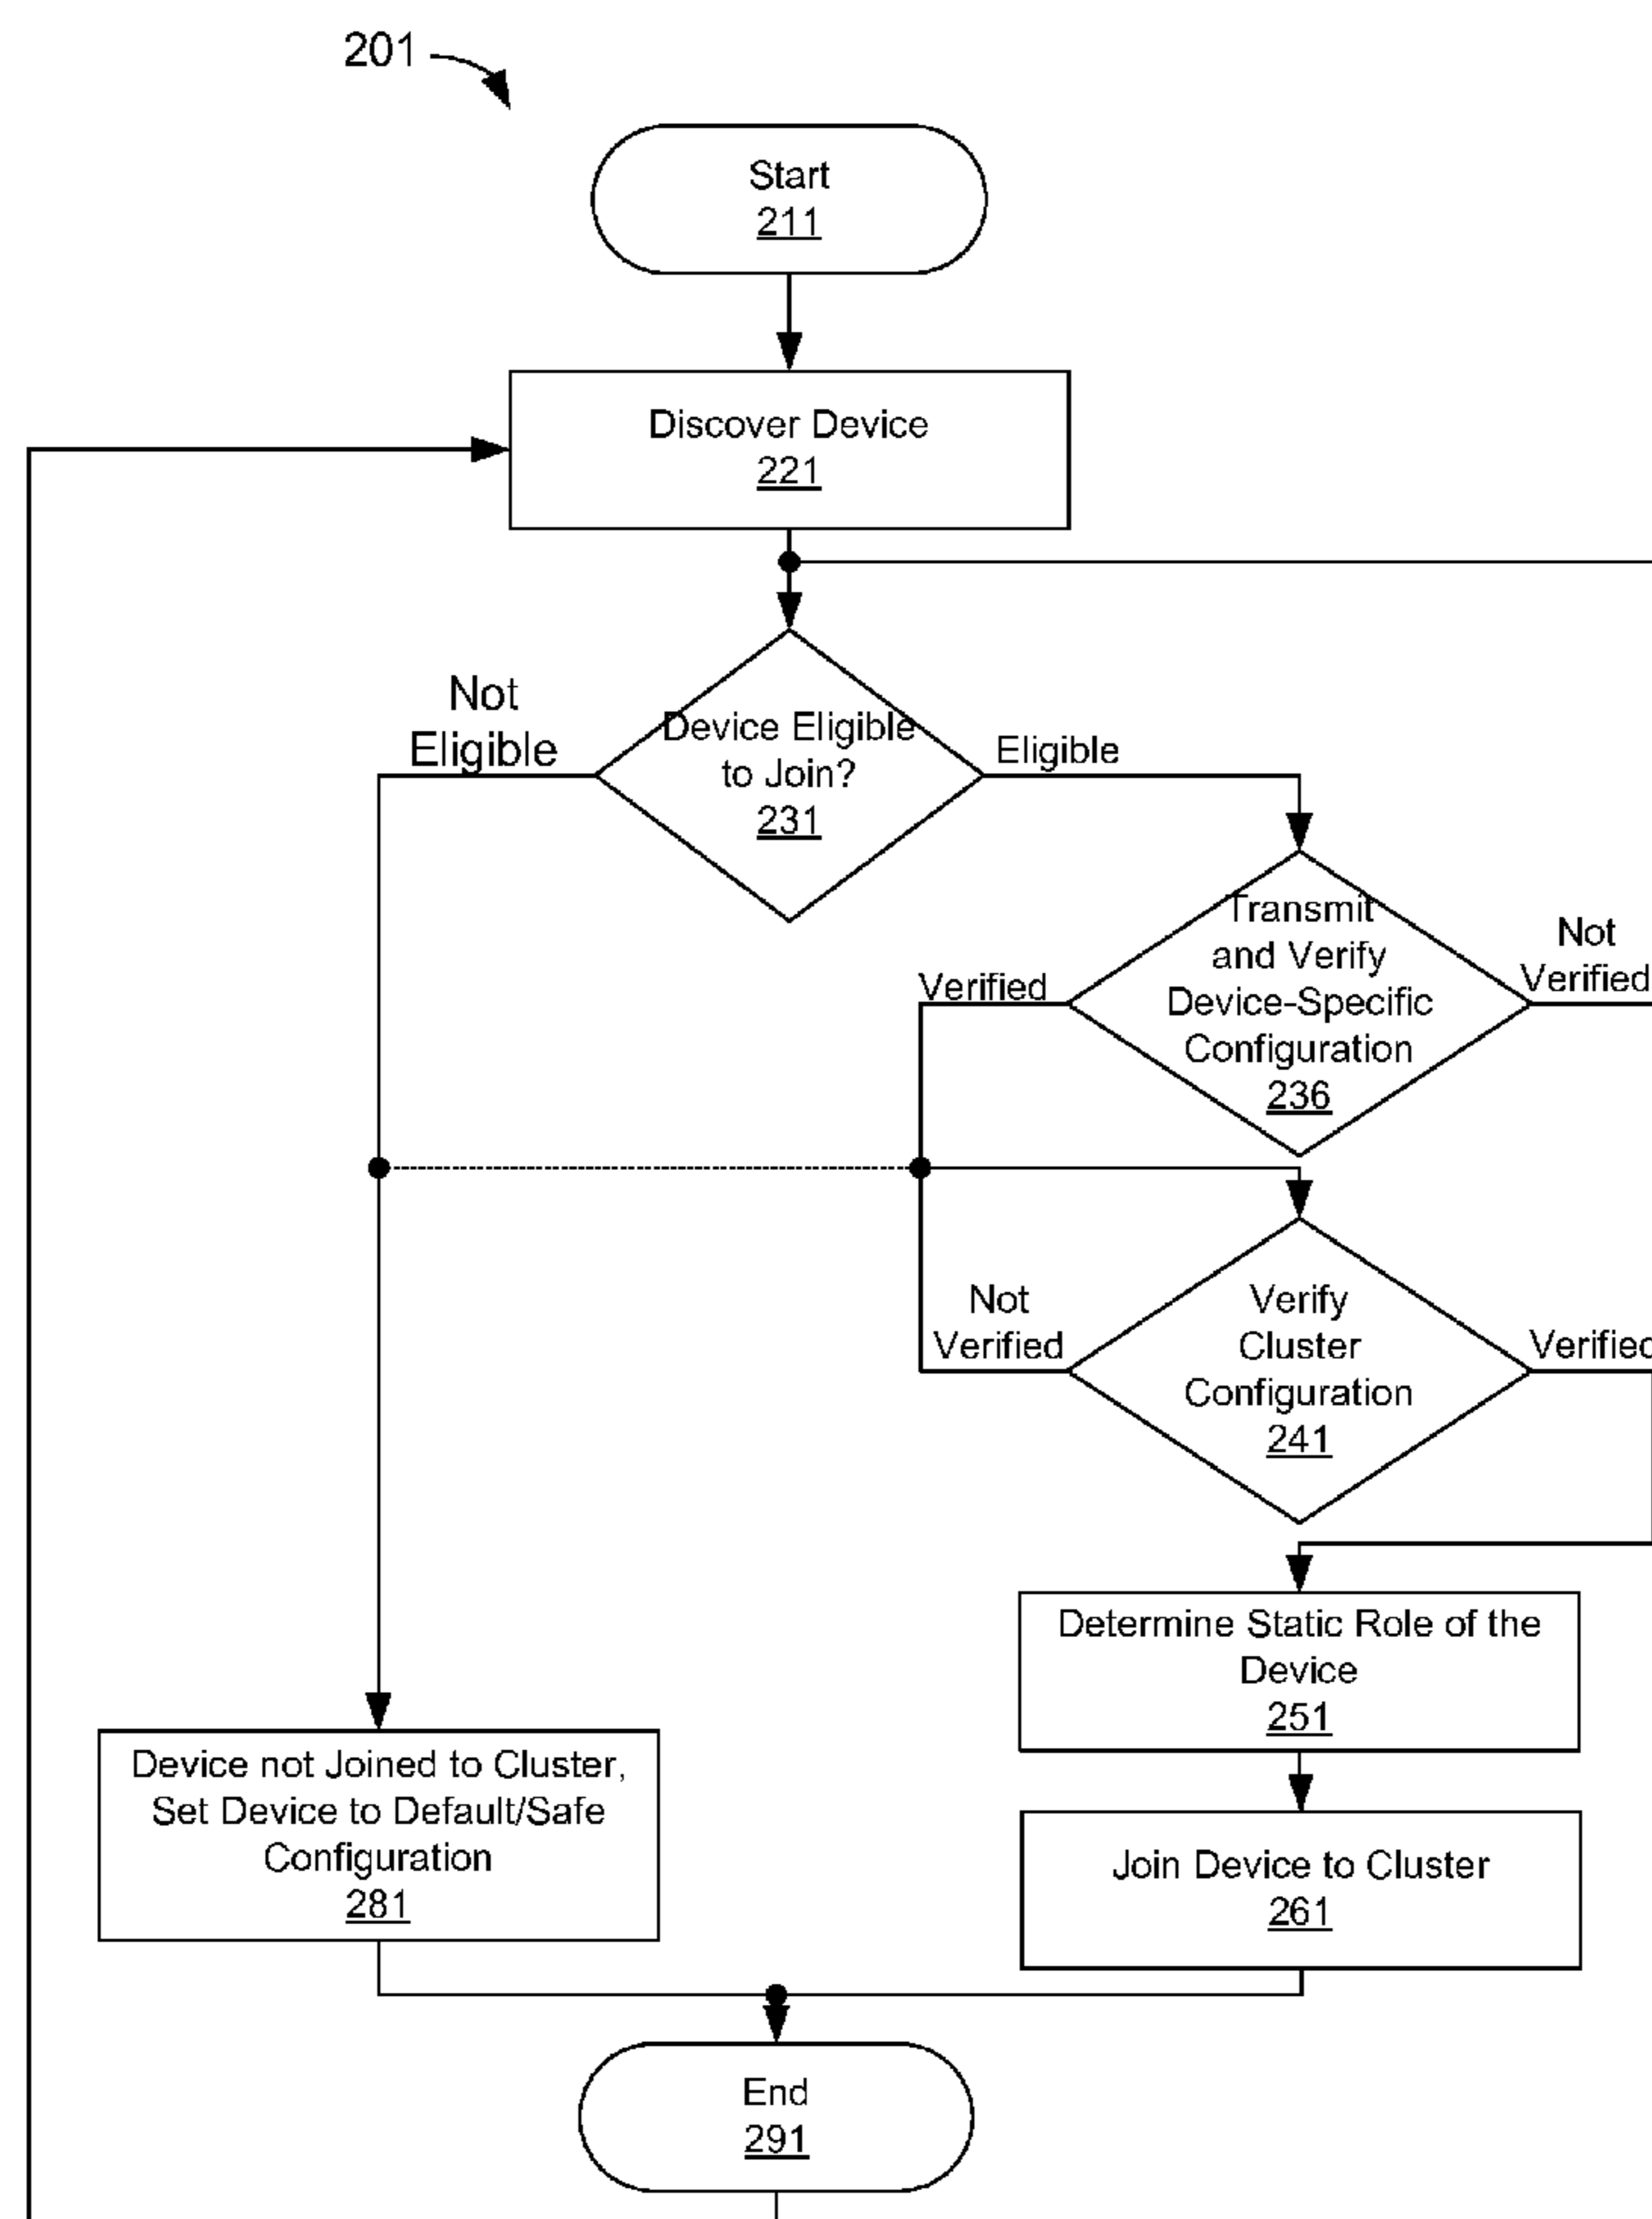 201
Start
211
Discover Device
221
Not
Eligible
Device Eligible
to Join?
231
Eligible
Transmit
and Verify
Device-Specific
Configuration
236
Verified
Not
Verified
Verify
Cluster
Configuration
241
Not
Verified
Verified
Determine Static Role of the
Device
251
Device not Joined to Cluster,
Set Device to Default/Safe
Configuration
281
Join Device to Cluster
261
End
291